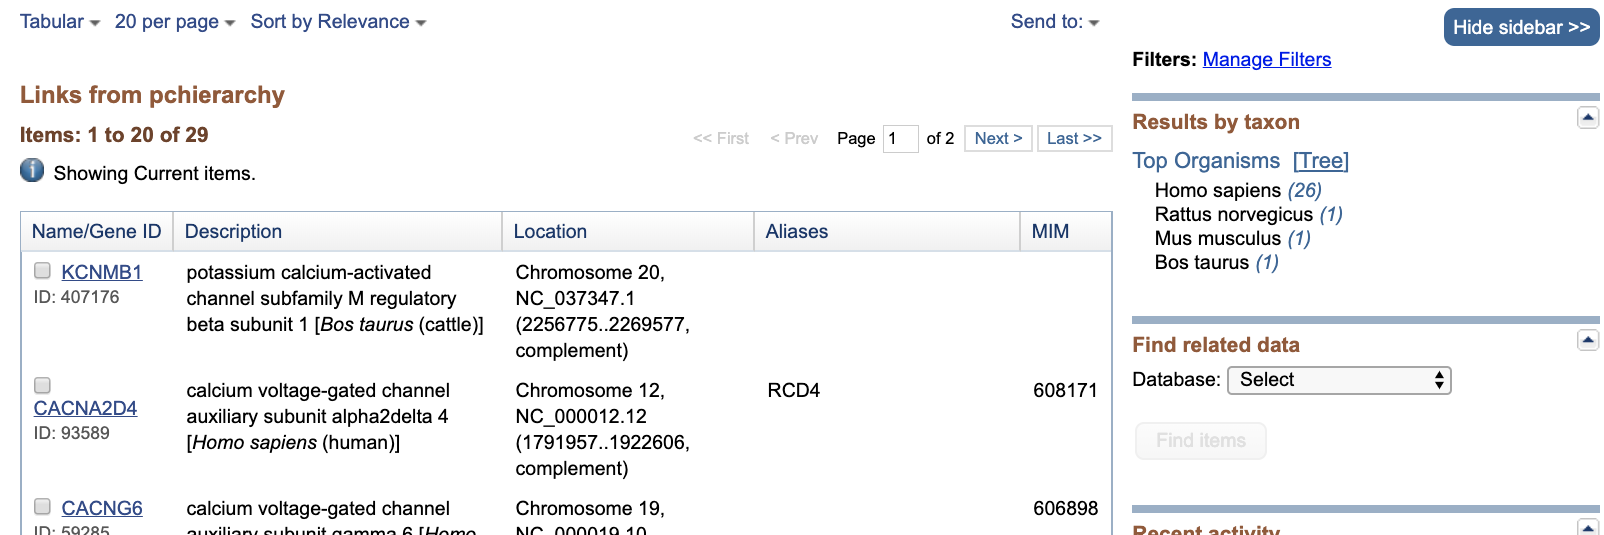 Tabular 20 per page Sort by Relevance Send to:
Hide sidebar >>
Filters: Manage Filters
Links from pchierarchy
Items: 1 to 20 of 29
<< First < Prev Page 1 of 2 Next > Last >>
Showing Current items.
Name/Gene ID Description Location Aliases MIM
KCNMB1
ID: 407176
potassium calcium-activated
channel subfamily M regulatory
beta subunit 1 [Bos taurus (cattle)]
Chromosome 20,
NC_037347.1
(2256775..2269577,
complement)
CACNA2D4
ID: 93589
calcium voltage-gated channel
auxiliary subunit alpha2delta 4
[Homo sapiens (human)]
Chromosome 12,
NC_000012.12
(1791957..1922606,
complement)
RCD4
608171
CACNG6
ID: 59285
calcium voltage-gated channel
auxiliary subunit gamma 6 [Homo
Chromosome 19,
NC_000019.10
606898
Results by taxon
Top Organisms [Tree]
Homo sapiens (26)
Rattus norvegicus (1)
Mus musculus (1)
Bos taurus (1)
Find related data
Database: Select
Find items
Recent activity